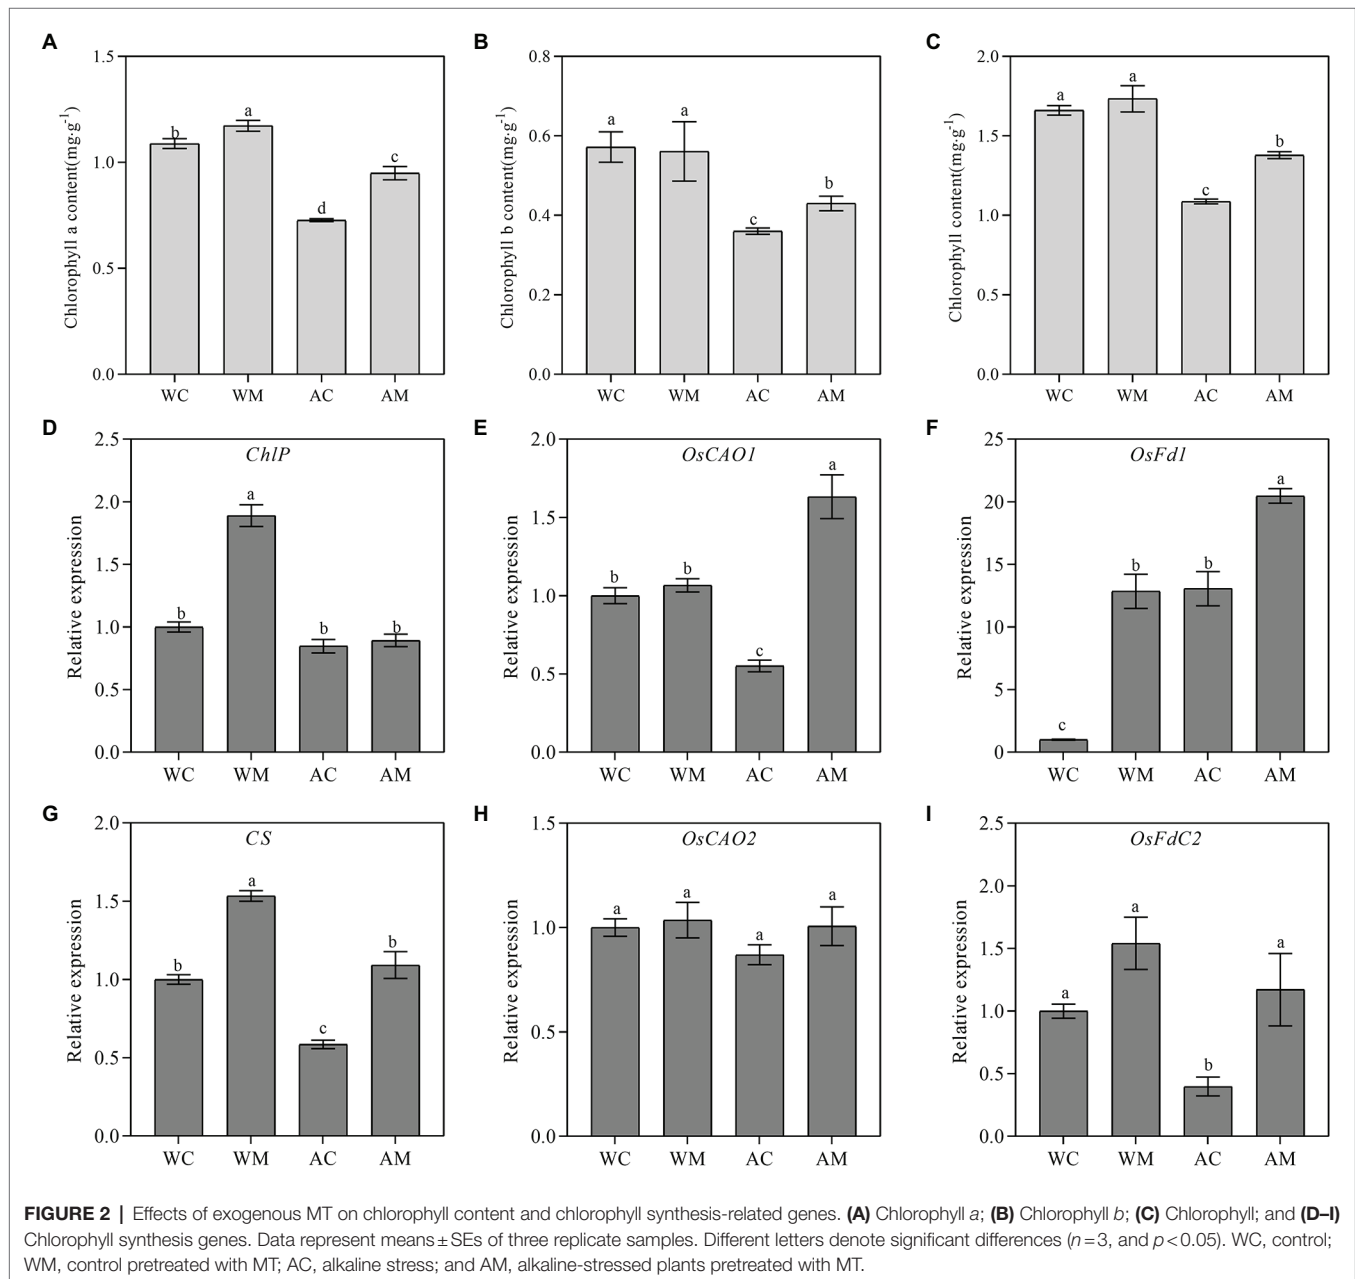 A
Chlorophyll a content(mg·g-1)
1.5
1.0
0.5
0.0
b
a
d
c
WC WM AC AM
B
Chlorophyll b content(mg·g-1)
0.8
0.6
0.4
0.2
0.0
a
a
c
b
WC WM AC AM
C
Chlorophyll content(mg·g-1)
2.0
1.5
1.0
0.5
0.0
a
a
c
b
WC WM AC AM
D
ChlP
Relative expression
2.5
2.0
1.5
1.0
0.5
0.0
b
a
b
b
WC WM AC AM
E
OsCAO1
Relative expression
2.0
1.5
1.0
0.5
0.0
b
b
c
a
WC WM AC AM
F
OsFd1
Relative expression
25
20
15
10
5
0
c
b
b
a
WC WM AC AM
G
CS
Relative expression
2.0
1.5
1.0
0.5
0.0
b
a
c
b
WC WM AC AM
H
OsCAO2
Relative expression
1.5
1.0
0.5
0.0
a
a
a
a
WC WM AC AM
I
OsFdC2
Relative expression
2.5
2.0
1.5
1.0
0.5
0.0
a
a
b
a
WC WM AC AM
FIGURE 2 | Effects of exogenous MT on chlorophyll content and chlorophyll synthesis-related genes. (A) Chlorophyll a; (B) Chlorophyll b; (C) Chlorophyll; and (D–I)
Chlorophyll synthesis genes. Data represent means ± SEs of three replicate samples. Different letters denote significant differences (n = 3, and p < 0.05). WC, control;
WM, control pretreated with MT; AC, alkaline stress; and AM, alkaline-stressed plants pretreated with MT.